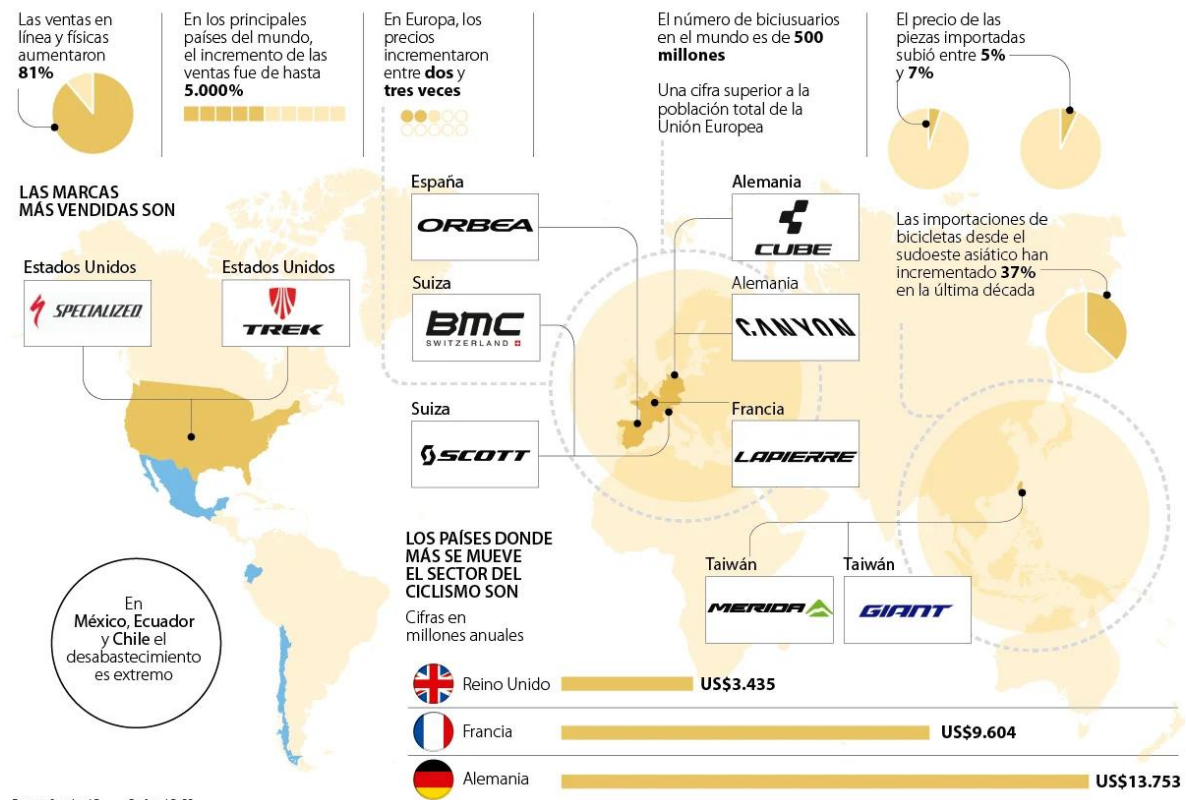 Las ventas en
línea y físicas
aumentaron
81%
En los principales
países del mundo,
el incremento de las
ventas fue de hasta
5.000%
En Europa, los
precios
incrementaron
entre dos y
tres veces
El número de biciusuarios
en el mundo es de 500
millones
Una cifra superior a la
población total de la
Unión Europea
El precio de las
piezas importadas
subió entre 5%
y 7%
Las importaciones de
bicicletas desde el
sudoeste asiático han
incrementado 37%
en la última década
LAS MARCAS
MÁS VENDIDAS SON
Estados Unidos
SPECIALIZED
Estados Unidos
TREK
España
ORBEA
Suiza
BMC
SWITZERLAND
Suiza
SCOTT
Alemania
CUBE
Alemania
CANYON
Francia
LAPIERRE
Taiwán
MERIDA
Taiwán
GIANT
En
México, Ecuador
y Chile el
desabastecimiento
es extremo
LOS PAÍSES DONDE
MÁS SE MUEVE
EL SECTOR DEL
CICLISMO SON
Cifras en
millones anuales
Reino Unido
US$3.435
Francia
US$9.604
Alemania
US$13.753